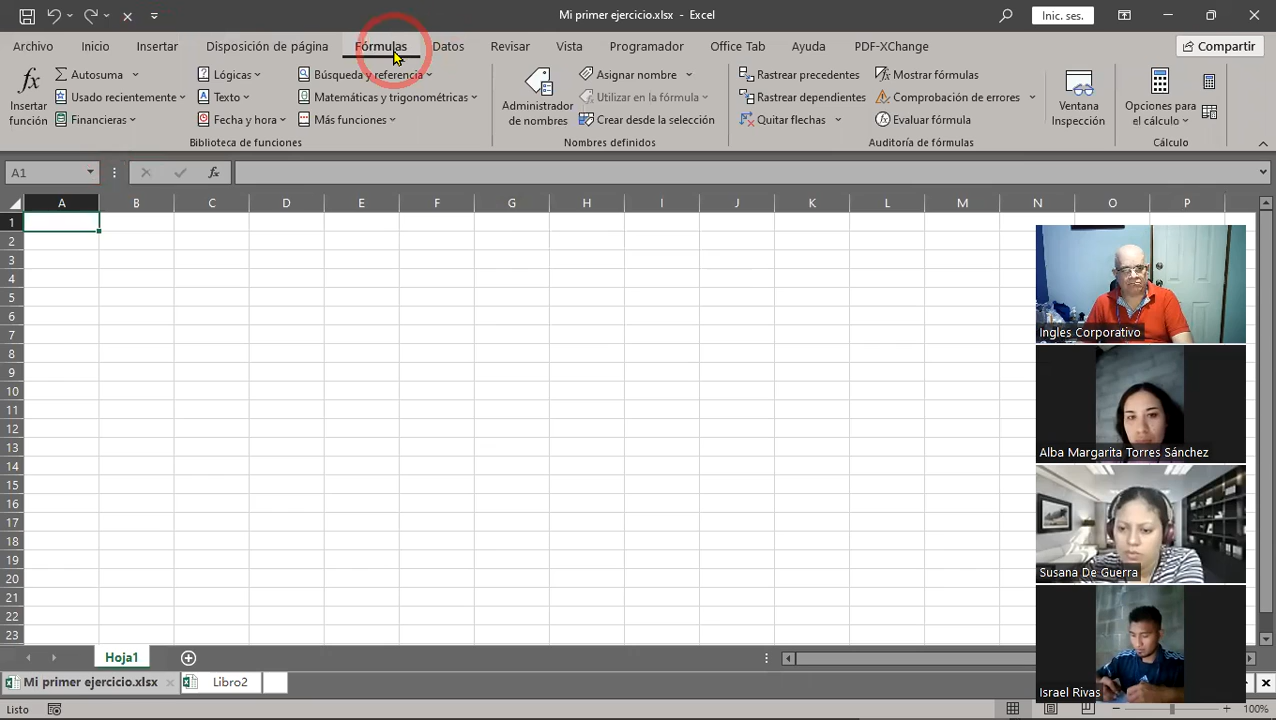 Mi primer ejercicio.xlsx - Excel
Inic. ses.
Archivo Inicio Insertar Disposición de página Fórmulas Datos Revisar Vista Programador Office Tab Ayuda PDF-XChange Compartir
fx Insertar función
Autosuma
Usado recientemente
Financieras
Lógicas
Texto
Fecha y hora
Búsqueda y referencia
Matemáticas y trigonométricas
Más funciones
Biblioteca de funciones
Administrador de nombres
Asignar nombre
Utilizar en la fórmula
Crear desde la selección
Nombres definidos
Rastrear precedentes
Rastrear dependientes
Quitar flechas
Mostrar fórmulas
Comprobación de errores
Evaluar fórmula
Auditoría de fórmulas
Ventana Inspección
Opciones para el cálculo
Cálculo
A1 fx
A B C D E F G H I J K L M N O P
1
2
3
4
5
6
7
8
9
10
11
12
13
14
15
16
17
18
19
20
21
22
23
Ingles Corporativo
Alba Margarita Torres Sánchez
Susana De Guerra
Israel Rivas
Hoja1
Mi primer ejercicio.xlsx Libro2
Listo
100%